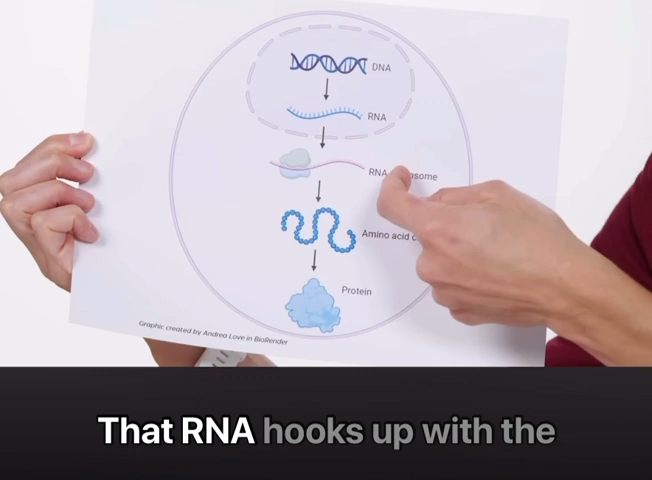 DNA
RNA
RNA
Amino acid
Protein
Graphic created by Andrea Love in BioRender
That RNA hooks up with the